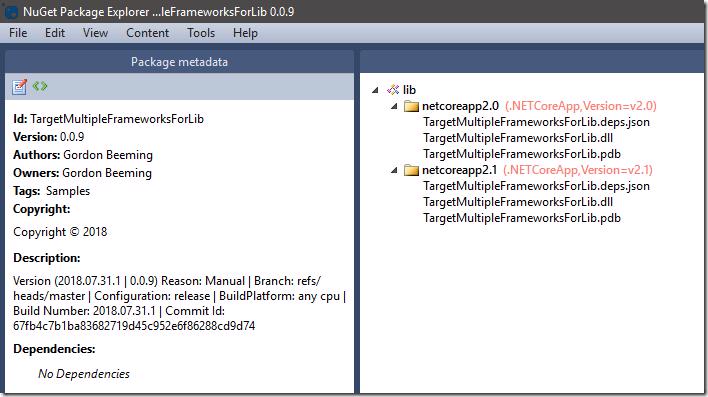 NuGet Package Explorer ...leFrameworksForLib 0.0.9
File Edit View Content Tools Help
Package metadata
Id: TargetMultipleFrameworksForLib
Version: 0.0.9
Authors: Gordon Beeming
Owners: Gordon Beeming
Tags: Samples
Copyright:
Copyright © 2018
Description:
Version (2018.07.31.1 | 0.0.9) Reason: Manual | Branch: refs/
heads/master | Configuration: release | BuildPlatform: any cpu |
Build Number: 2018.07.31.1 | Commit Id:
67fb4c7b1ba83682719d45c952e6f86288cd9d74
Dependencies:
No Dependencies
lib
netcoreapp2.0 (.NETCoreApp,Version=v2.0)
TargetMultipleFrameworksForLib.deps.json
TargetMultipleFrameworksForLib.dll
TargetMultipleFrameworksForLib.pdb
netcoreapp2.1 (.NETCoreApp,Version=v2.1)
TargetMultipleFrameworksForLib.deps.json
TargetMultipleFrameworksForLib.dll
TargetMultipleFrameworksForLib.pdb